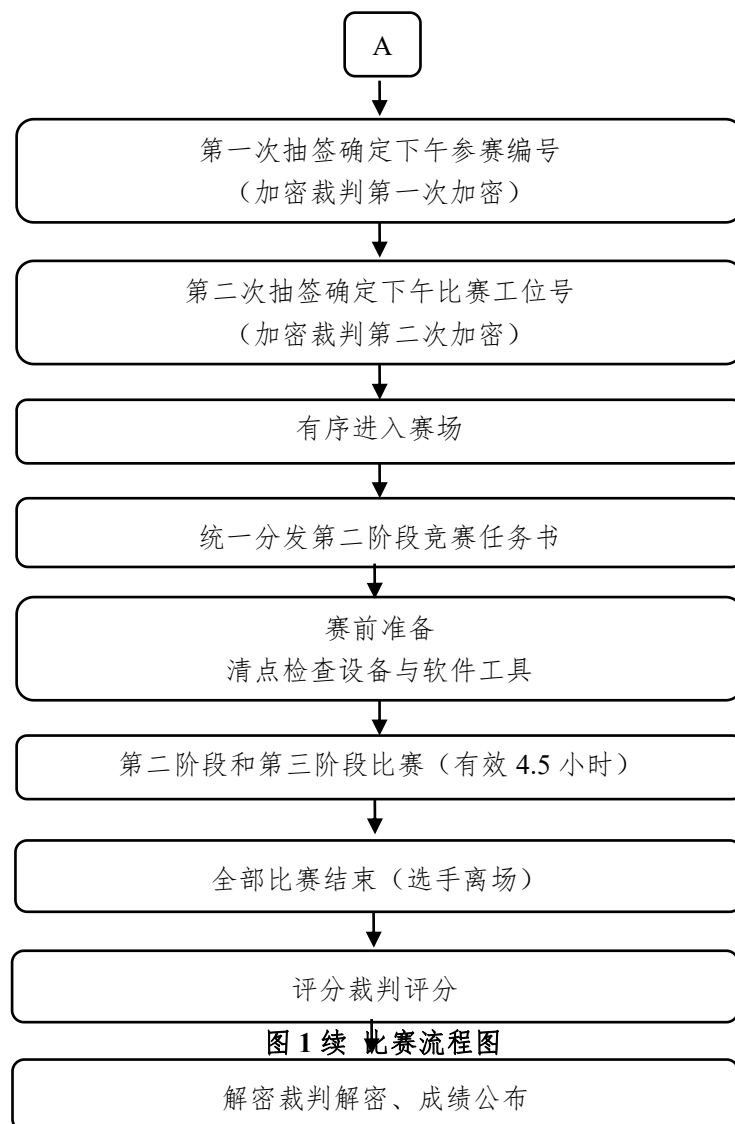 A
第一次抽签确定下午参赛编号
（加密裁判第一次加密）
第二次抽签确定下午比赛工位号
（加密裁判第二次加密）
有序进入赛场
统一分发第二阶段竞赛任务书
赛前准备
清点检查设备与软件工具
第二阶段和第三阶段比赛（有效 4.5 小时）
全部比赛结束（选手离场）
评分裁判评分
图 1 续 比赛流程图
解密裁判解密、成绩公布